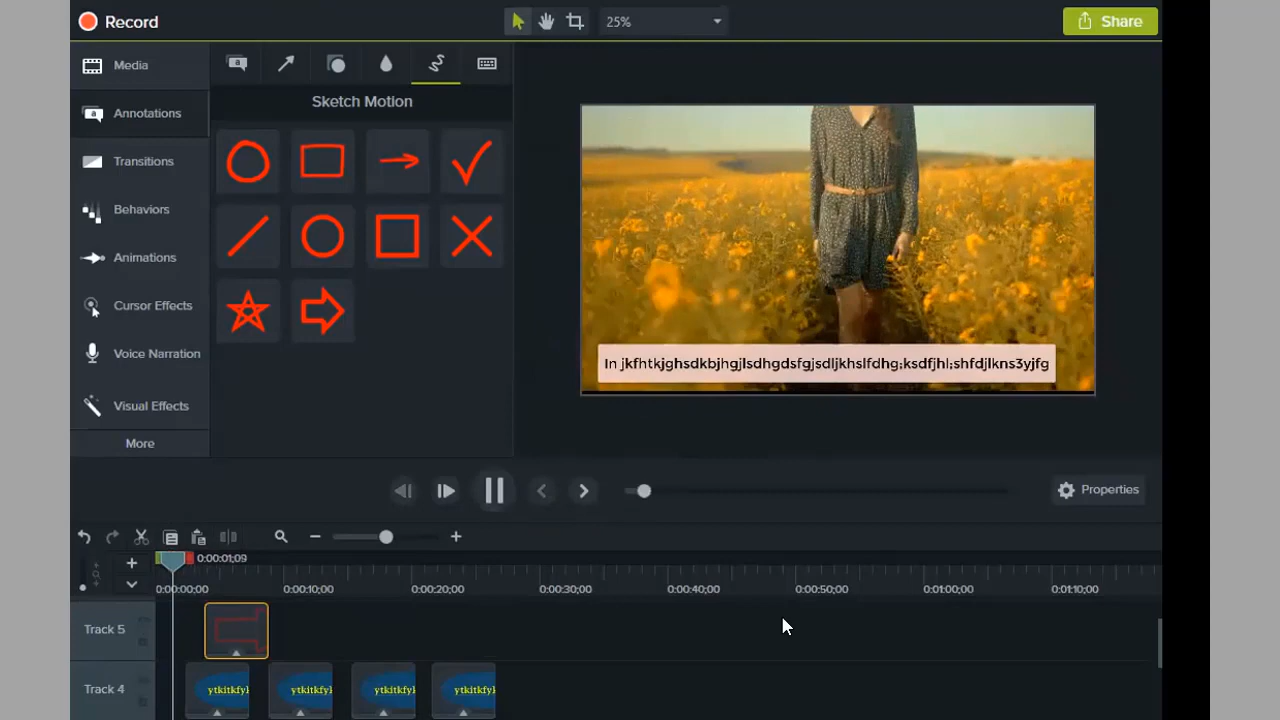 Record
25%
Share
Media
Annotations
Transitions
Behaviors
Animations
Cursor Effects
Voice Narration
Visual Effects
More
Sketch Motion
In jkfhtkjghsdkbjhgjlsdhgdsfgjsdljkhslfdhg;ksdfjhl;shfdjlkns3yjfg
Properties
0:00:01;09
0:00:00;00 0:00:10;00 0:00:20;00 0:00:30;00 0:00:40;00 0:00:50;00 0:01:00;00 0:01:10;00
Track 5
Track 4
ytkitkfyl ytkitkfyl ytkitkfyl ytkitkfyl